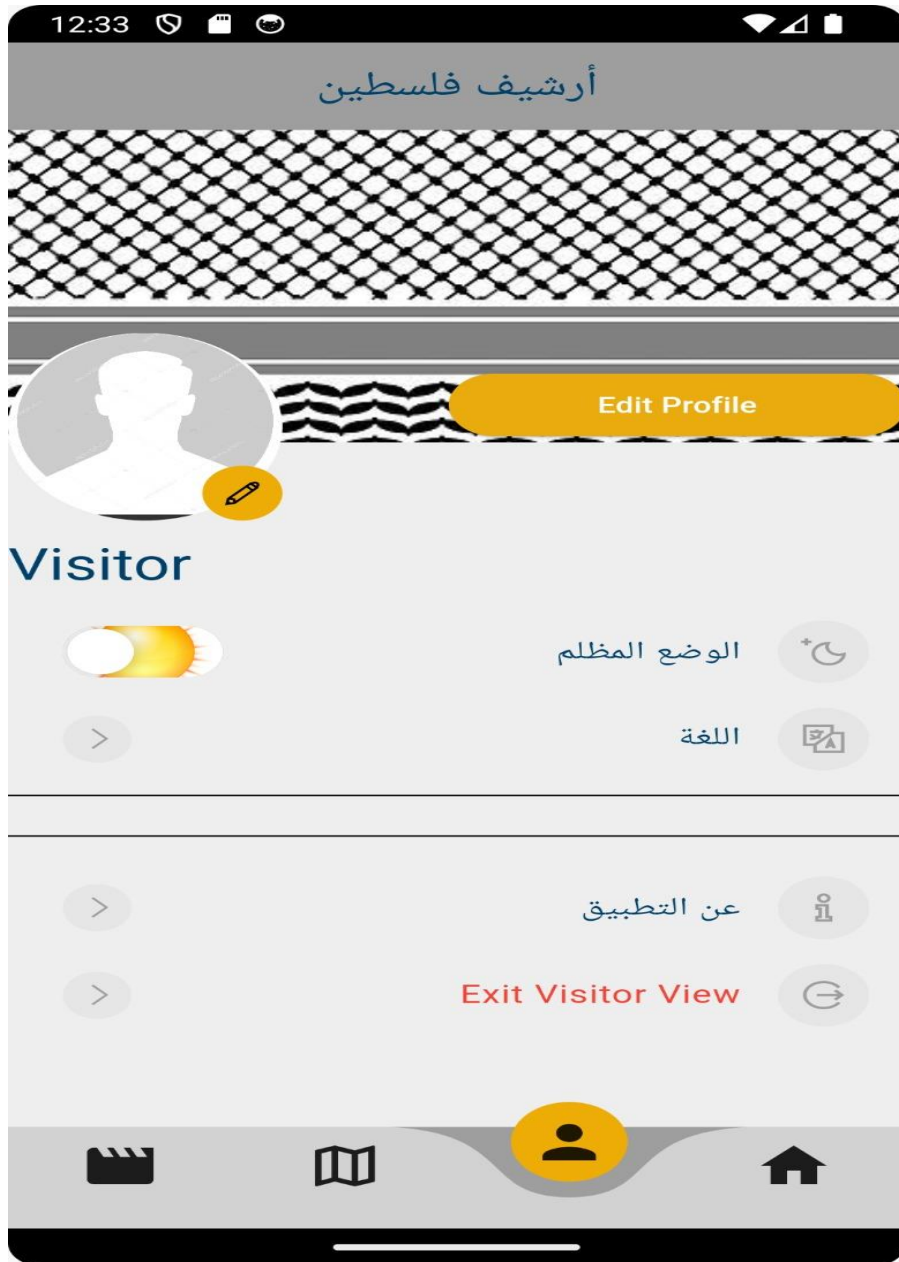 12:33
أرشيف فلسطين
Edit Profile
Visitor
الوضع المظلم
اللغة
عن التطبيق
Exit Visitor View